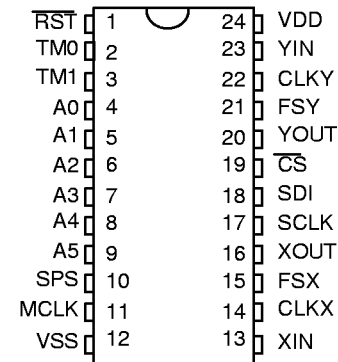 RST 1 24 VDD
TM0 2 23 YIN
TM1 3 22 CLKY
A0 4 21 FSY
A1 5 20 YOUT
A2 6 19 CS
A3 7 18 SDI
A4 8 17 SCLK
A5 9 16 XOUT
SPS 10 15 FSX
MCLK 11 14 CLKX
VSS 12 13 XIN